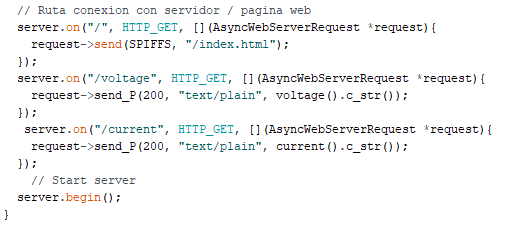 // Ruta conexion con servidor / pagina web
server.on("/", HTTP_GET, [](AsyncWebServerRequest *request){
request->send(SPIFFS, "/index.html");
});
server.on("/voltage", HTTP_GET, [](AsyncWebServerRequest *request){
request->send_P(200, "text/plain", voltage().c_str());
});
server.on("/current", HTTP_GET, [](AsyncWebServerRequest *request){
request->send_P(200, "text/plain", current().c_str());
});
// Start server
server.begin();
}